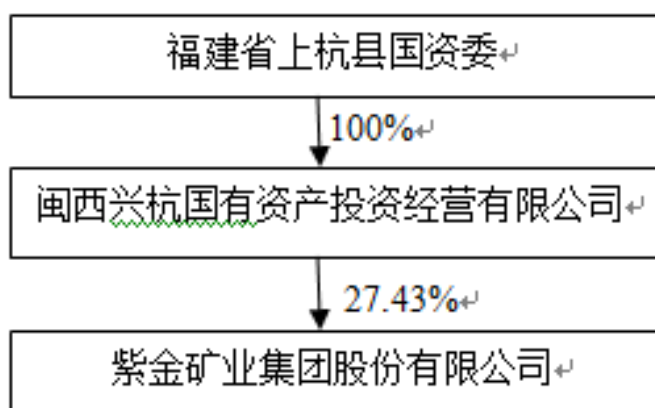 福建省上杭县国资委
100%
闽西兴杭国有资产投资经营有限公司
27.43%
紫金矿业集团股份有限公司